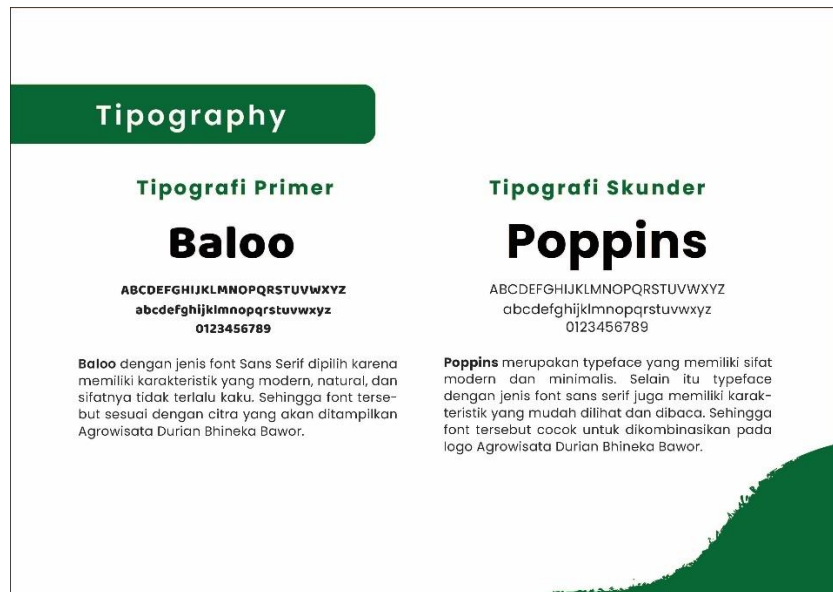 Tipography
Tipografi Primer
Baloo
ABCDEFGHIJKLMNOPQRSTUVWXYZ
abcdefghijklmnopqrstuvwxyz
0123456789
Baloo dengan jenis font Sans Serif dipilih karena
memiliki karakteristik yang modern, natural, dan
sifatnya tidak terlalu kaku. Sehingga font terse-
but sesuai dengan citra yang akan ditampilkan
Agrowisata Durian Bhineka Bawor.
Tipografi Skunder
Poppins
ABCDEFGHIJKLMNOPQRSTUVWXYZ
abcdefghijklmnopqrstuvwxyz
0123456789
Poppins merupakan typeface yang memiliki sifat
modern dan minimalis. Selain itu typeface
dengan jenis font sans serif juga memiliki karak-
teristik yang mudah dilihat dan dibaca. Sehingga
font tersebut cocok untuk dikombinasikan pada
logo Agrowisata Durian Bhineka Bawor.